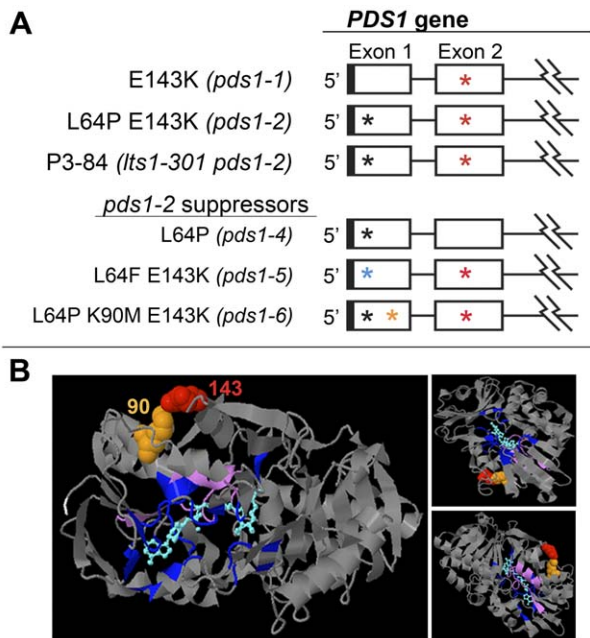 A
PDS1 gene
Exon 1 Exon 2
E143K (pds1-1) 5’ *
L64P E143K (pds1-2) 5’ * *
P3-84 (lts1-301 pds1-2) 5’ * *
pds1-2 suppressors
L64P (pds1-4) 5’ *
L64F E143K (pds1-5) 5’ * *
L64P K90M E143K (pds1-6) 5’ * * *
B
90 143